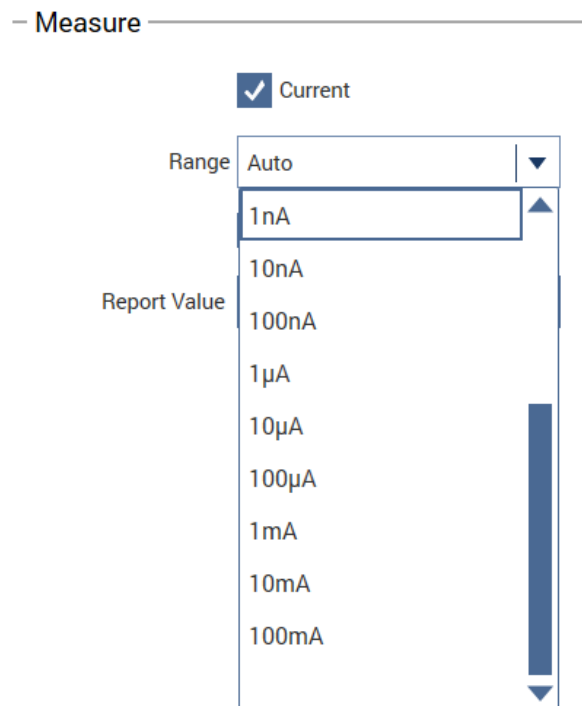 Measure
Current
Range Auto
1nA
10nA
Report Value
100nA
1µA
10µA
100µA
1mA
10mA
100mA